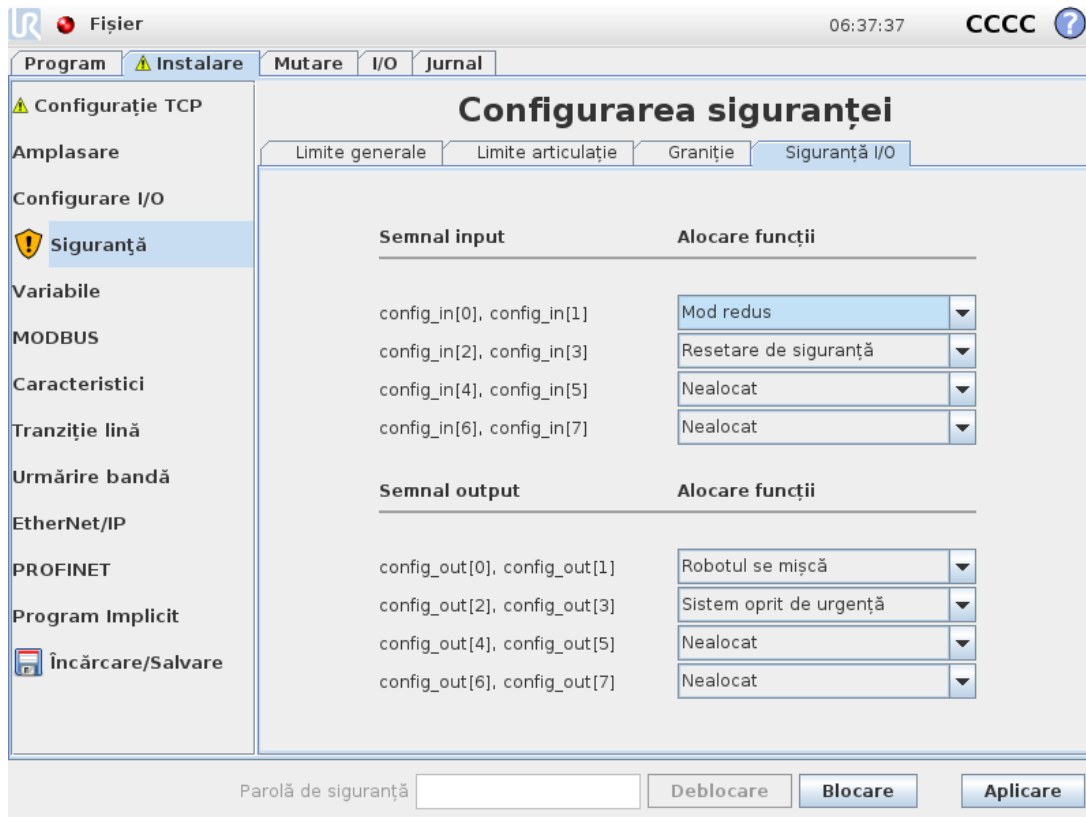 UR Fișier 06:37:37 CCCC ?
Program Instalare Mutare I/O Jurnal
Configurație TCP
Amplasare
Configurare I/O
Siguranță
Variabile
MODBUS
Caracteristici
Tranziție lină
Urmărire bandă
EtherNet/IP
PROFINET
Program Implicit
Încărcare/Salvare
Configurarea siguranței
Limite generale Limite articulație Graniție Siguranță I/O
Semnal input Alocare funcții
config_in[0], config_in[1] Mod redus
config_in[2], config_in[3] Resetare de siguranță
config_in[4], config_in[5] Nealocat
config_in[6], config_in[7] Nealocat
Semnal output Alocare funcții
config_out[0], config_out[1] Robotul se mișcă
config_out[2], config_out[3] Sistem oprit de urgență
config_out[4], config_out[5] Nealocat
config_out[6], config_out[7] Nealocat
Parolă de siguranță Deblocare Blocare Aplicare